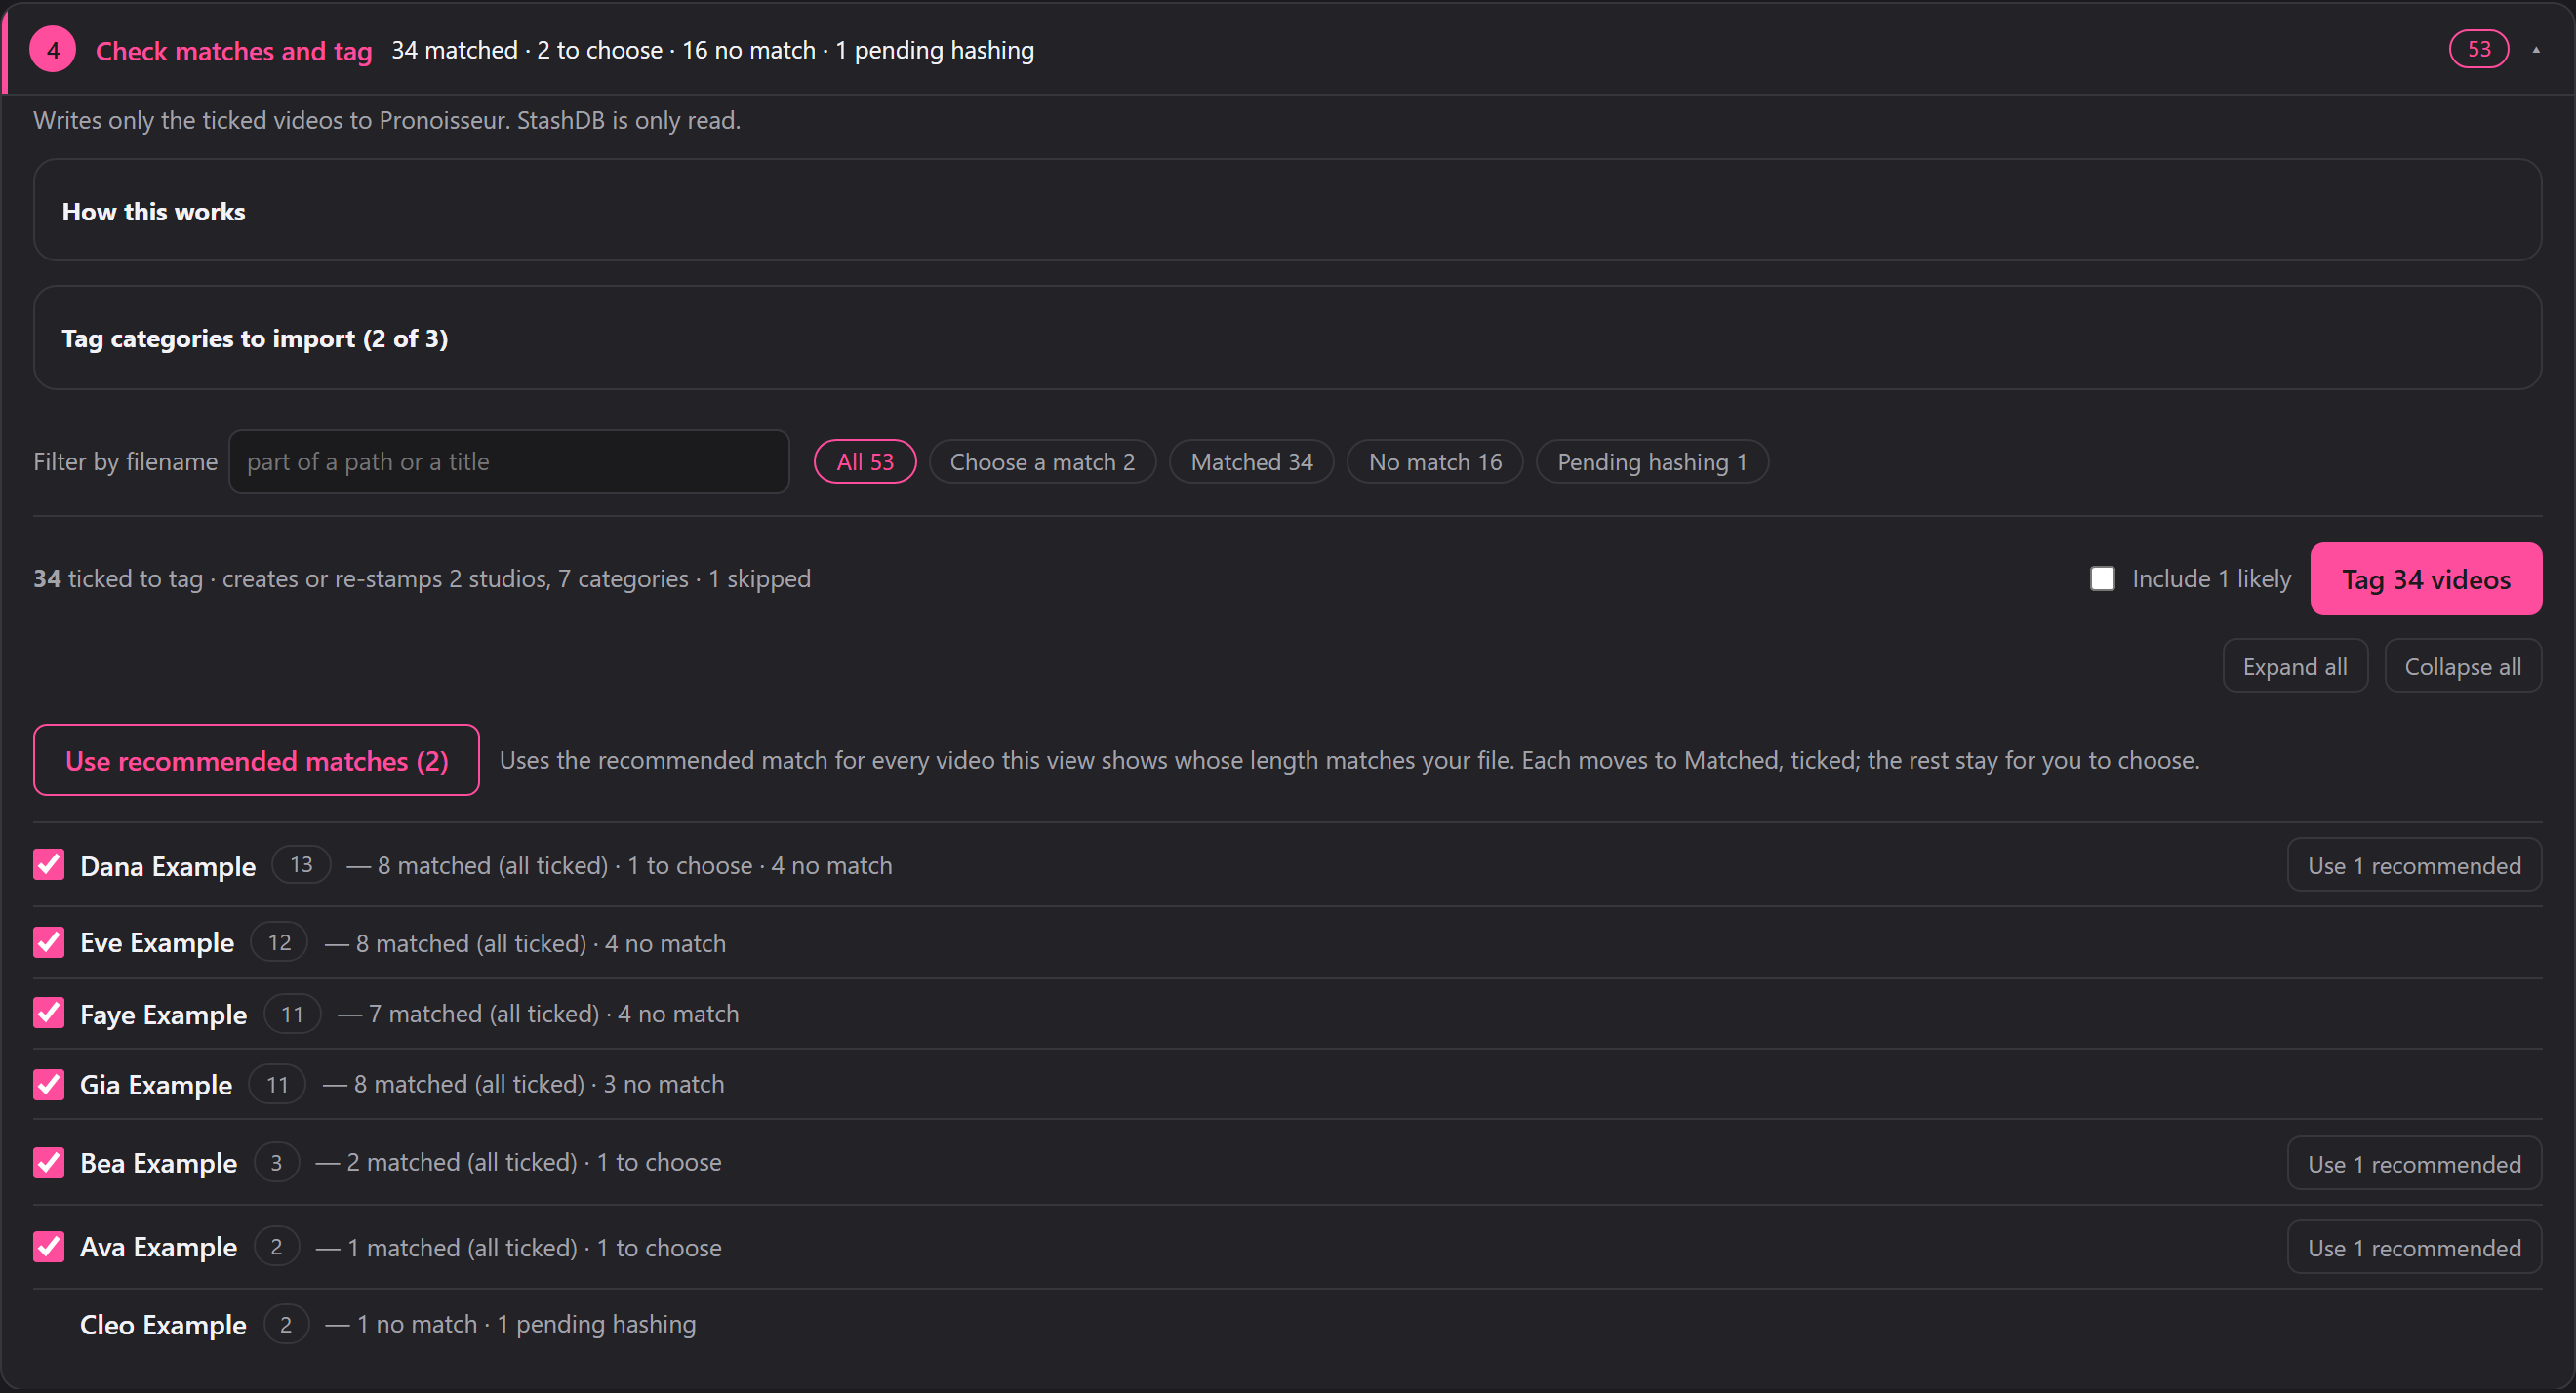 4 Check matches and tag 34 matched · 2 to choose · 16 no match · 1 pending hashing 53
Writes only the ticked videos to Pronoisseur. StashDB is only read.
How this works
Tag categories to import (2 of 3)
Filter by filename part of a path or a title All 53 Choose a match 2 Matched 34 No match 16 Pending hashing 1
34 ticked to tag · creates or re-stamps 2 studios, 7 categories · 1 skipped Include 1 likely Tag 34 videos
Expand all Collapse all
Use recommended matches (2) Uses the recommended match for every video this view shows whose length matches your file. Each moves to Matched, ticked; the rest stay for you to choose.
Dana Example 13 — 8 matched (all ticked) · 1 to choose · 4 no match Use 1 recommended
Eve Example 12 — 8 matched (all ticked) · 4 no match
Faye Example 11 — 7 matched (all ticked) · 4 no match
Gia Example 11 — 8 matched (all ticked) · 3 no match
Bea Example 3 — 2 matched (all ticked) · 1 to choose Use 1 recommended
Ava Example 2 — 1 matched (all ticked) · 1 to choose Use 1 recommended
Cleo Example 2 — 1 no match · 1 pending hashing